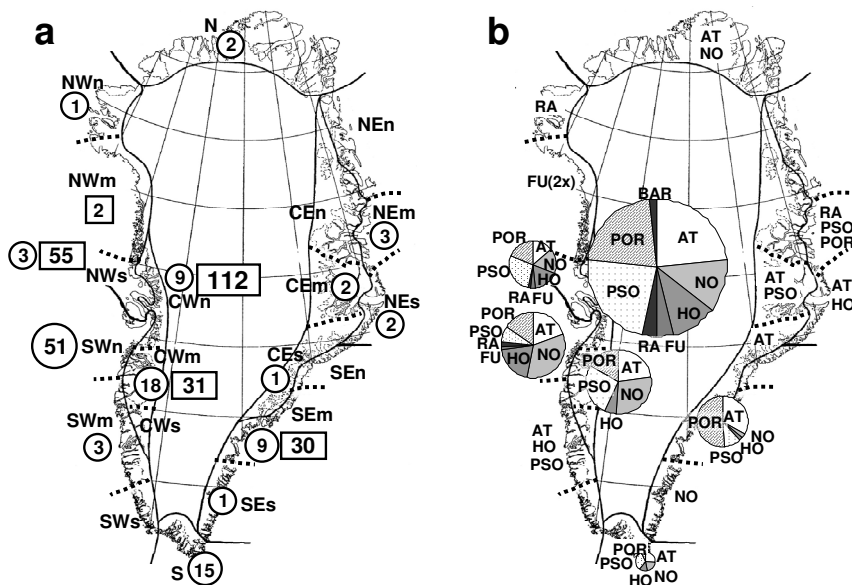 a
N
2
NWn
1
NEn
NWm
2
CEn
NEm
3
3 55
NWs
9 112
CWn
CEm 2
NEs
2
51 SWn
CWm
CEs
1
SEn
18 31
SWm
3
CWs
SEm
9 30
1
SEs
SWs
S 15
b
AT
NO
RA
FU(2x)
BAR
POR
AT
PSO
NO
HO
RA FU
RA
PSO
POR
POR
AT
PSO
NO
HO
RA FU
AT
PSO
AT
HO
AT
POR
PSO
AT
RA
FU
HO
NO
POR
AT
PSO
NO
HO
POR
AT
NO
HO
PSO
AT
HO
PSO
NO
POR
PSO
AT
HO
NO